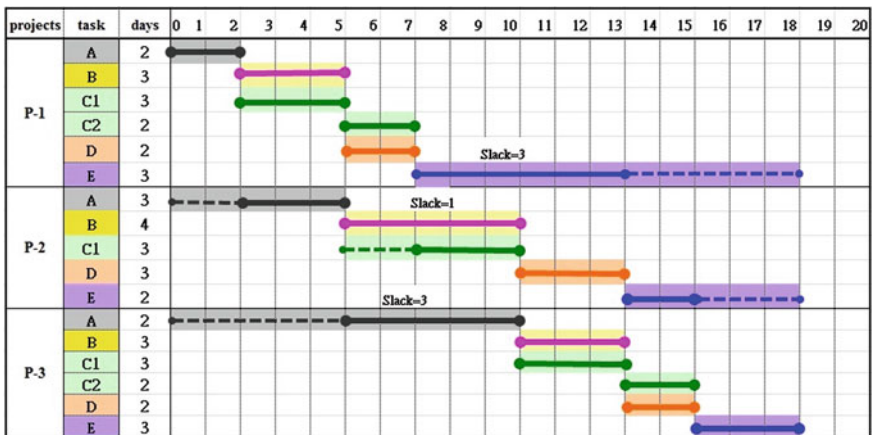 projects task days 0 1 2 3 4 5 6 7 8 9 10 11 12 13 14 15 16 17 18 19 20
P-1
A 2
B 3
C1 3
C2 2
D 2
Slack=3
E 3
P-2
A 3
Slack=1
B 4
C1 3
D 3
E 2
Slack=3
P-3
A 2
B 3
C1 3
C2 2
D 2
E 3